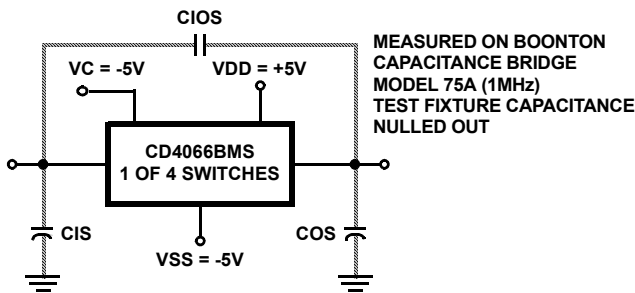 CIOS
VC = -5V
VDD = +5V
MEASURED ON BOONTON
CAPACITANCE BRIDGE
MODEL 75A (1MHz)
TEST FIXTURE CAPACITANCE
NULLED OUT
CD4066BMS
1 OF 4 SWITCHES
CIS
COS
VSS = -5V